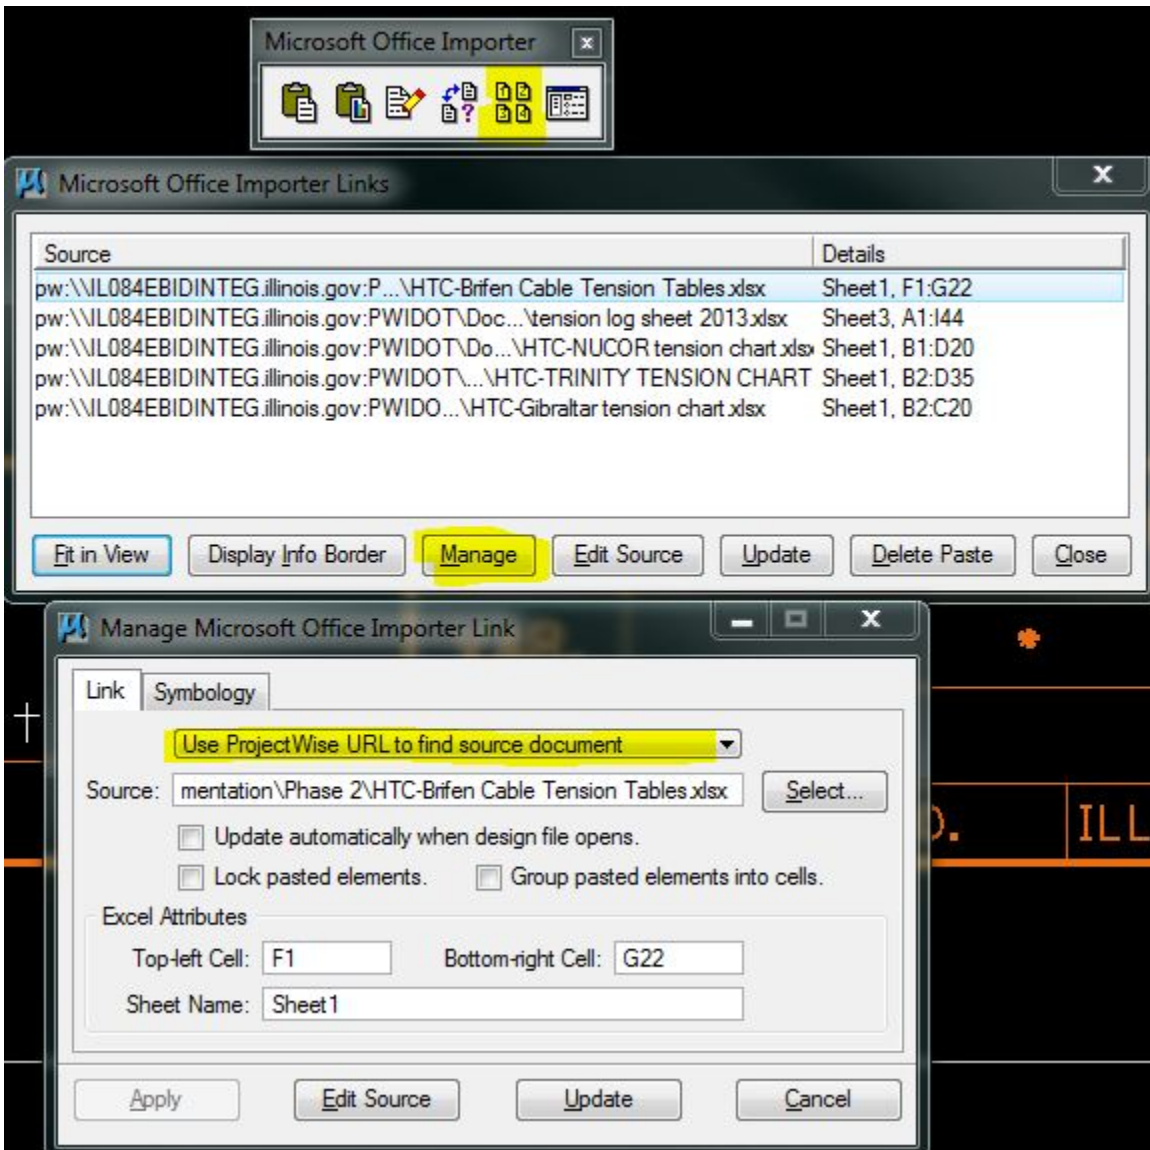 Microsoft Office Importer
Microsoft Office Importer Links
Source Details
pw:\\IL084EBIDINTEG.illinois.gov:P...\HTC-Brifen Cable Tension Tables.xlsx Sheet1, F1:G22
pw:\\IL084EBIDINTEG.illinois.gov:PWIDOT\Doc...\tension log sheet 2013.xlsx Sheet3, A1:I44
pw:\\IL084EBIDINTEG.illinois.gov:PWIDOT\Do...\HTC-NUCOR tension chart.xlsx Sheet1, B1:D20
pw:\\IL084EBIDINTEG.illinois.gov:PWIDOT\...\HTC-TRINITY TENSION CHART Sheet1, B2:D35
pw:\\IL084EBIDINTEG.illinois.gov:PWIDO...\HTC-Gibraltar tension chart.xlsx Sheet1, B2:C20
Fit in View Display Info Border Manage Edit Source Update Delete Paste Close
Manage Microsoft Office Importer Link
*
Link Symbology
Use ProjectWise URL to find source document
Source: mentation\Phase 2\HTC-Brifen Cable Tension Tables.xlsx Select...
Update automatically when design file opens.
Lock pasted elements. Group pasted elements into cells.
ILL
Excel Attributes
Top-left Cell: F1 Bottom-right Cell: G22
Sheet Name: Sheet1
Apply Edit Source Update Cancel